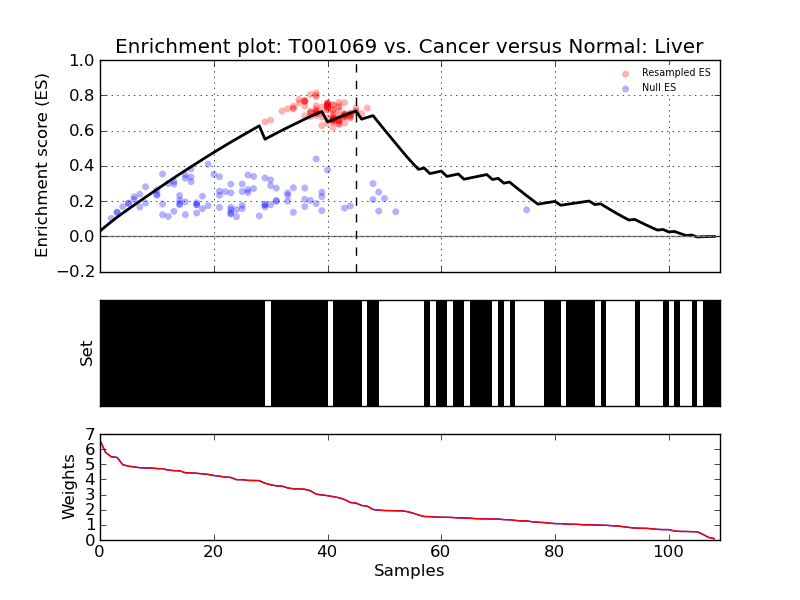 Enrichment plot: T001069 vs. Cancer versus Normal: Liver
Enrichment score (ES)
1.0
0.8
0.6
0.4
0.2
0.0
−0.2
Resampled ES
Null ES
Set
Weights
7
6
5
4
3
2
1
0
0 20 40 60 80 100
Samples